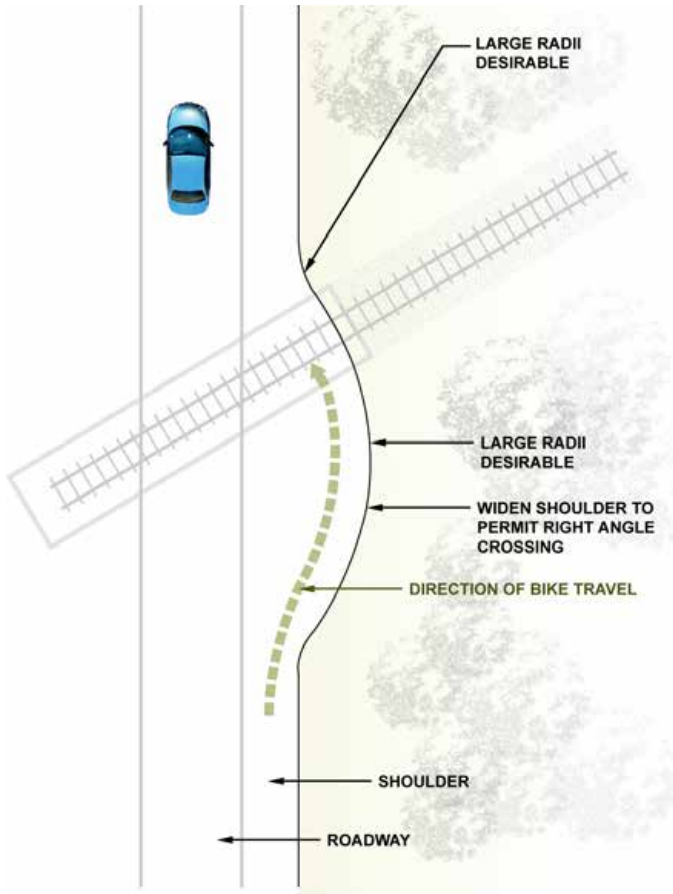 LARGE RADII
DESIRABLE
LARGE RADII
DESIRABLE
WIDEN SHOULDER TO
PERMIT RIGHT ANGLE
CROSSING
DIRECTION OF BIKE TRAVEL
SHOULDER
ROADWAY